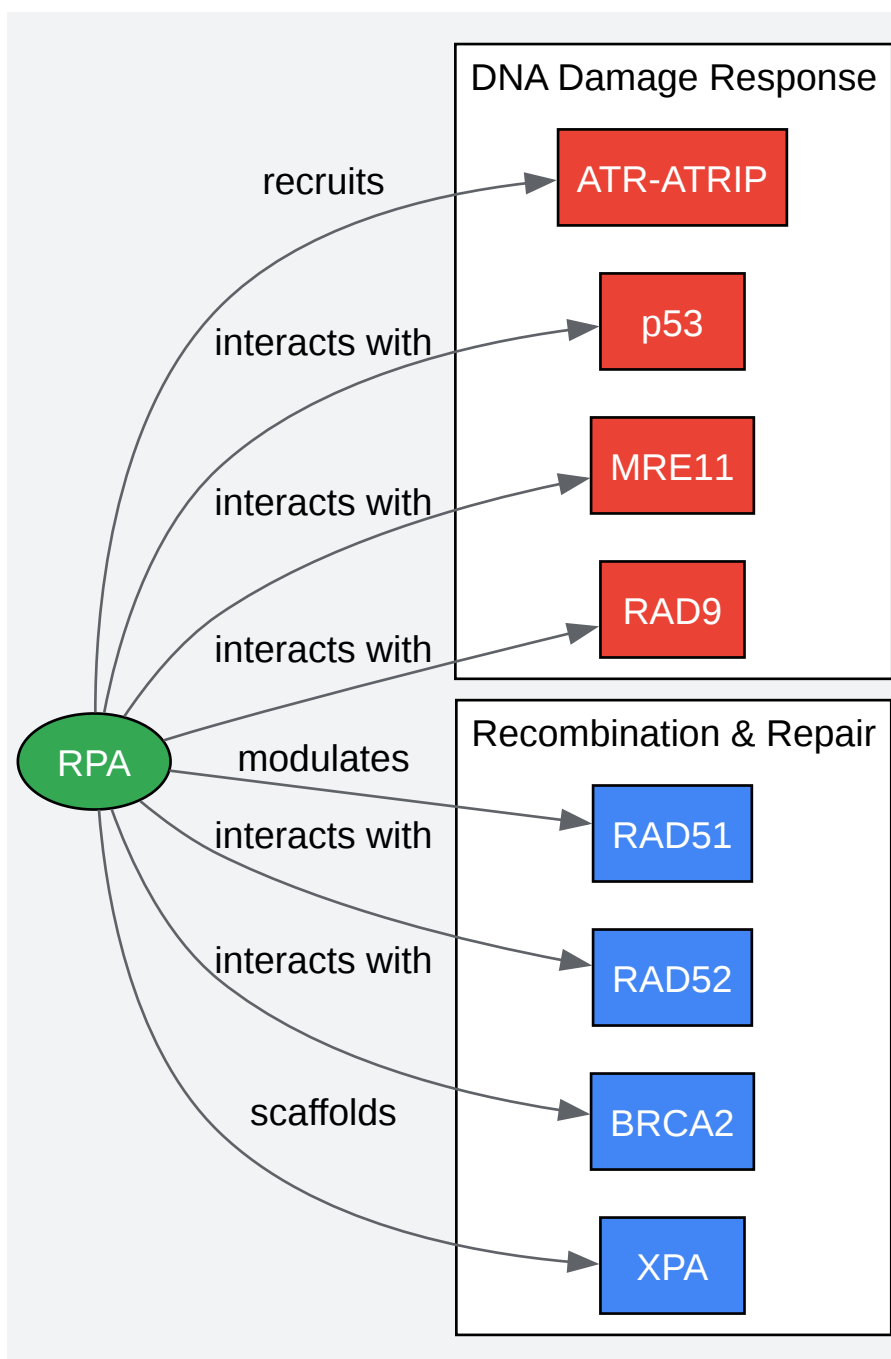 DNA Damage Response
recruits
ATR-ATRIP
interacts with
p53
interacts with
MRE11
interacts with
RAD9
RPA
Recombination & Repair
modulates
RAD51
interacts with
RAD52
interacts with
BRCA2
scaffolds
XPA